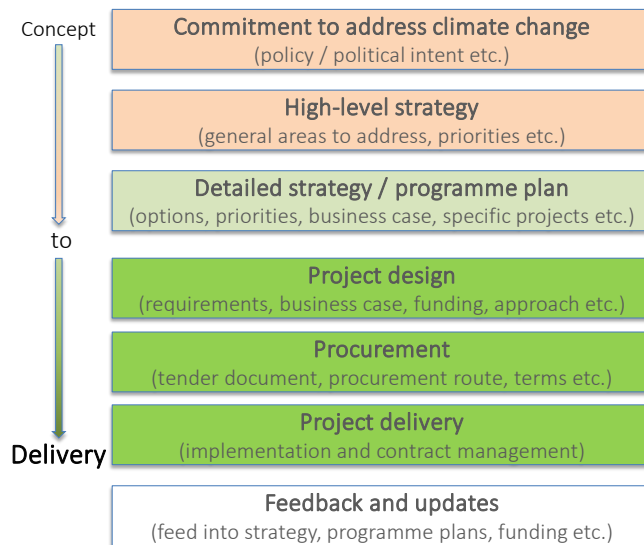 Concept
Commitment to address climate change
(policy / political intent etc.)
High-level strategy
(general areas to address, priorities etc.)
Detailed strategy / programme plan
(options, priorities, business case, specific projects etc.)
to
Project design
(requirements, business case, funding, approach etc.)
Procurement
(tender document, procurement route, terms etc.)
Project delivery
(implementation and contract management)
Delivery
Feedback and updates
(feed into strategy, programme plans, funding etc.)